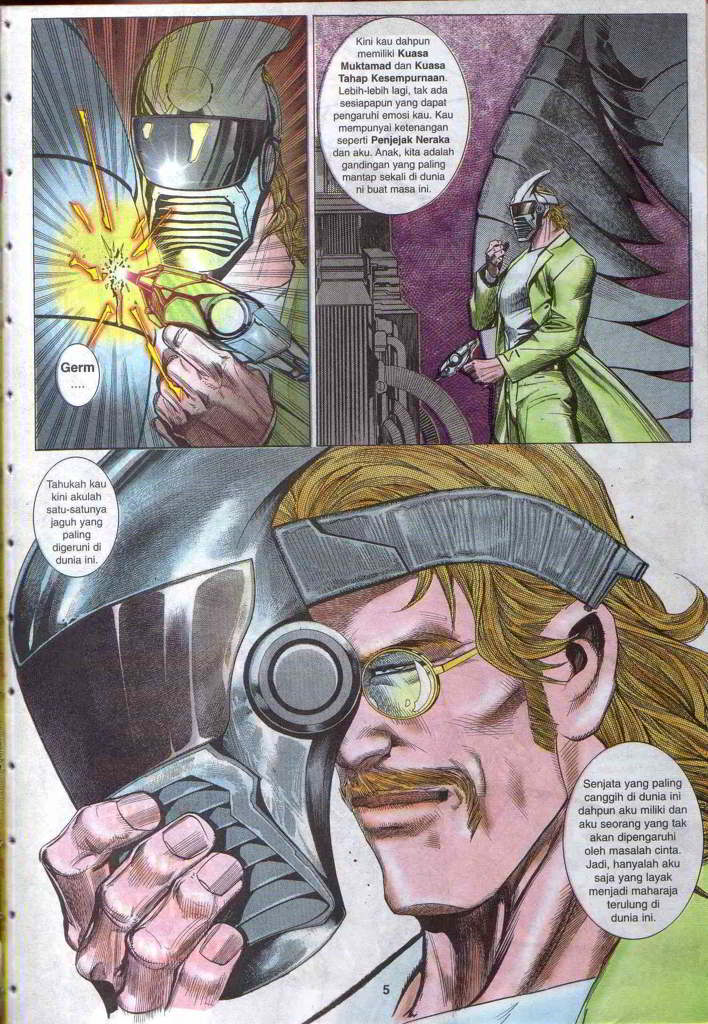 Germ
....
Kini kau dahpun
memiliki Kuasa
Muktamad dan Kuasa
Tahap Kesempurnaan.
Lebih-lebih lagi, tak ada
sesiapapun yang dapat
pengaruhi emosi kau. Kau
mempunyai ketenangan
seperti Penjejak Neraka
dan aku. Anak, kita adalah
gandingan yang paling
mantap sekali di dunia
ni buat masa ini.
Tahukah kau
kini akulah
satu-satunya
jaguh yang
paling
digeruni di
dunia ini.
Senjata yang paling
canggih di dunia ini
dahpun aku miliki dan
aku seorang yang tak
akan dipengaruhi
oleh masalah cinta.
Jadi, hanyalah aku
saja yang layak
menjadi maharaja
terulung di
dunia ini.
5